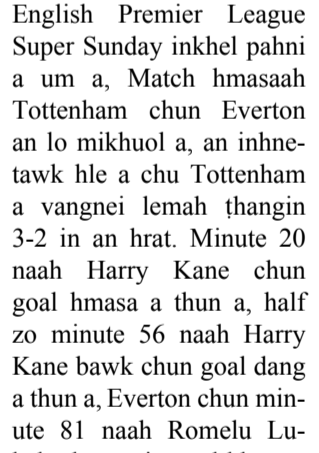 English Premier League
Super Sunday inkhel pahni
a um a, Match hmasaah
Tottenham chun Everton
an lo mikhuol a, an inhne-
tawk hle a chu Tottenham
a vangnei lemah ṭhangin
3-2 in an hrat. Minute 20
naah Harry Kane chun
goal hmasa a thun a, half
zo minute 56 naah Harry
Kane bawk chun goal dang
a thun a, Everton chun min-
ute 81 naah Romelu Lu-